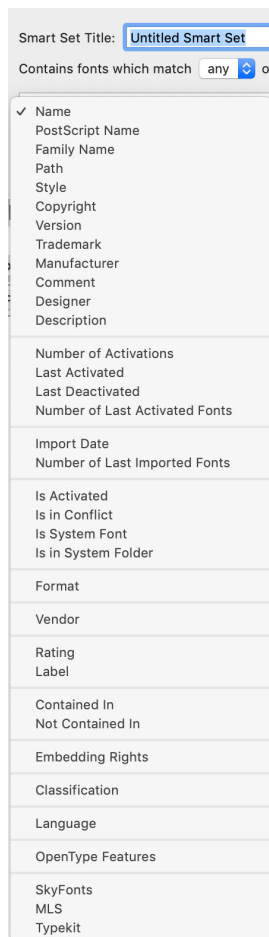 Smart Set Title: Untitled Smart Set
Contains fonts which match any o
✓ Name
PostScript Name
Family Name
Path
Style
Copyright
Version
Trademark
Manufacturer
Comment
Designer
Description
Number of Activations
Last Activated
Last Deactivated
Number of Last Activated Fonts
Import Date
Number of Last Imported Fonts
Is Activated
Is in Conflict
Is System Font
Is in System Folder
Format
Vendor
Rating
Label
Contained In
Not Contained In
Embedding Rights
Classification
Language
OpenType Features
SkyFonts
MLS
Typekit